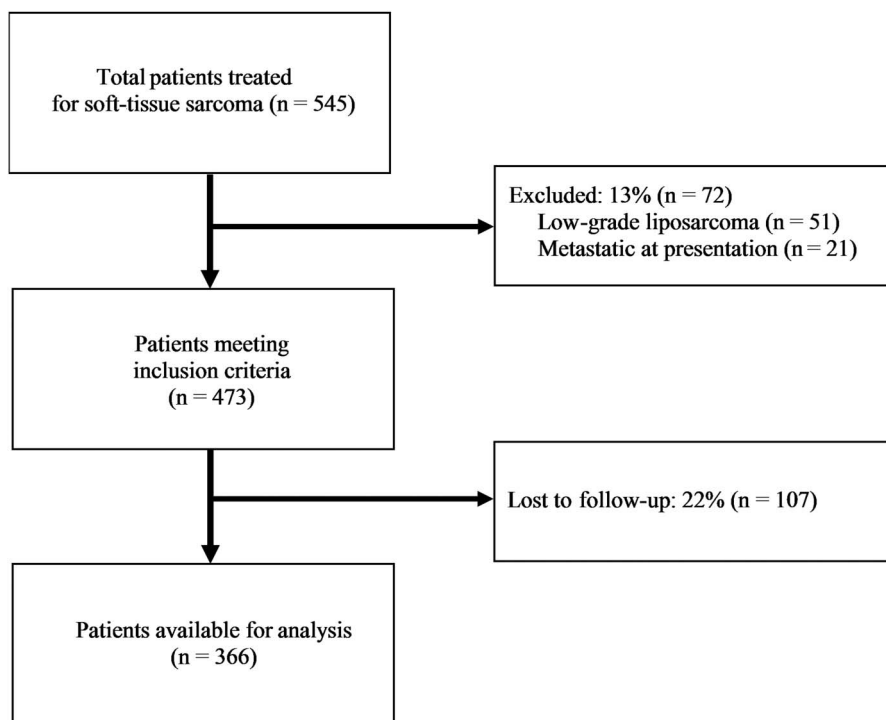 Total patients treated
for soft-tissue sarcoma (n = 545)
Excluded: 13% (n = 72)
Low-grade liposarcoma (n = 51)
Metastatic at presentation (n = 21)
Patients meeting
inclusion criteria
(n = 473)
Lost to follow-up: 22% (n = 107)
Patients available for analysis
(n = 366)